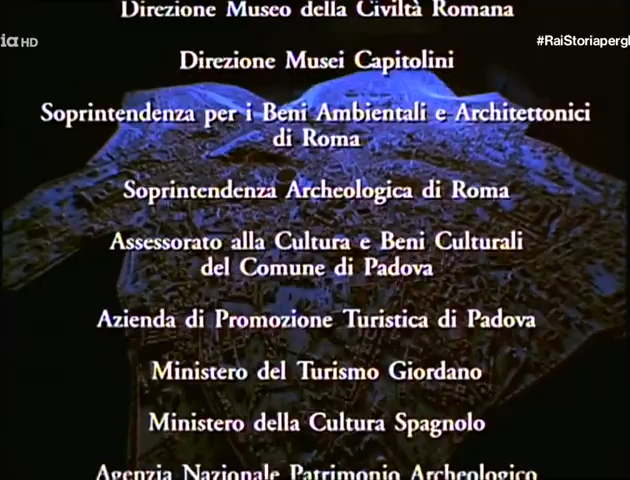 Direzione Museo della Civiltà Romana
ia HD
#RaiStoriapergl
Direzione Musei Capitolini
Soprintendenza per i Beni Ambientali e Architettonici
di Roma
Soprintendenza Archeologica di Roma
Assessorato alla Cultura e Beni Culturali
del Comune di Padova
Azienda di Promozione Turistica di Padova
Ministero del Turismo Giordano
Ministero della Cultura Spagnolo
Agenzia Nazionale Patrimonio Archeologico